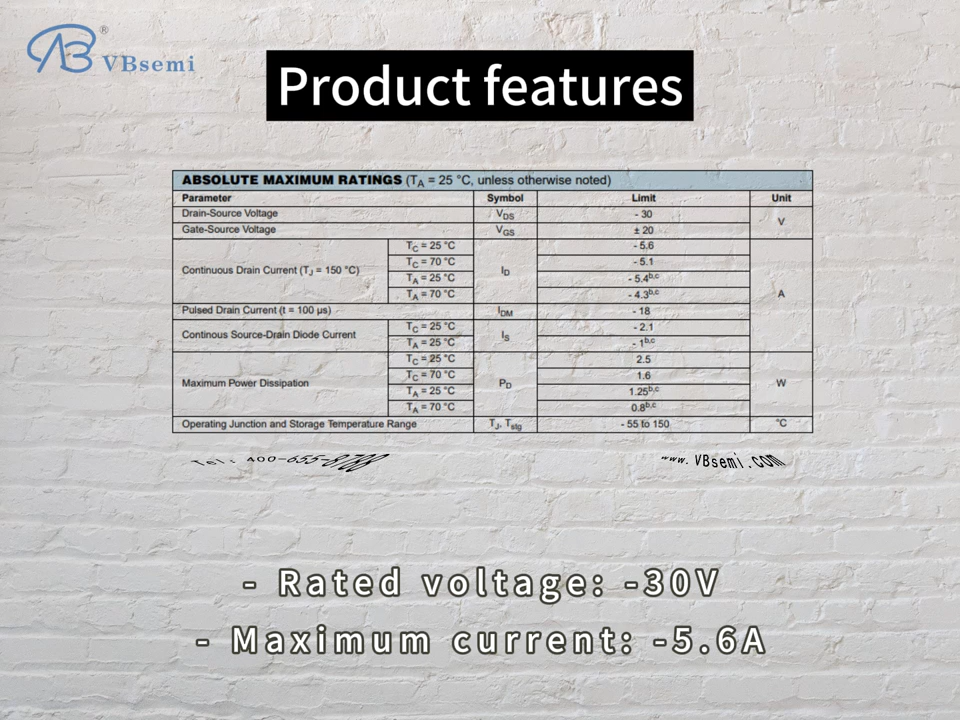 VBsemi®
Product features
ABSOLUTE MAXIMUM RATINGS (TA = 25 °C, unless otherwise noted)
Parameter Symbol Limit Unit
Drain-Source Voltage VDS - 30 V
Gate-Source Voltage VGS ± 20
Continuous Drain Current (TJ = 150 °C) TC = 25 °C ID - 5.6 A
TC = 70 °C - 5.1
TA = 25 °C - 5.4b,c
TA = 70 °C - 4.3b,c
Pulsed Drain Current (t = 100 µs) IDM - 18
Continous Source-Drain Diode Current TC = 25 °C IS - 2.1
TA = 25 °C - 1b,c
Maximum Power Dissipation TC = 25 °C PD 2.5 W
TC = 70 °C 1.6
TA = 25 °C 1.25b,c
TA = 70 °C 0.8b,c
Operating Junction and Storage Temperature Range TJ, Tstg - 55 to 150 °C
Tel: 400-655-8788 www.VBsemi.com
- Rated voltage: -30V
- Maximum current: -5.6A